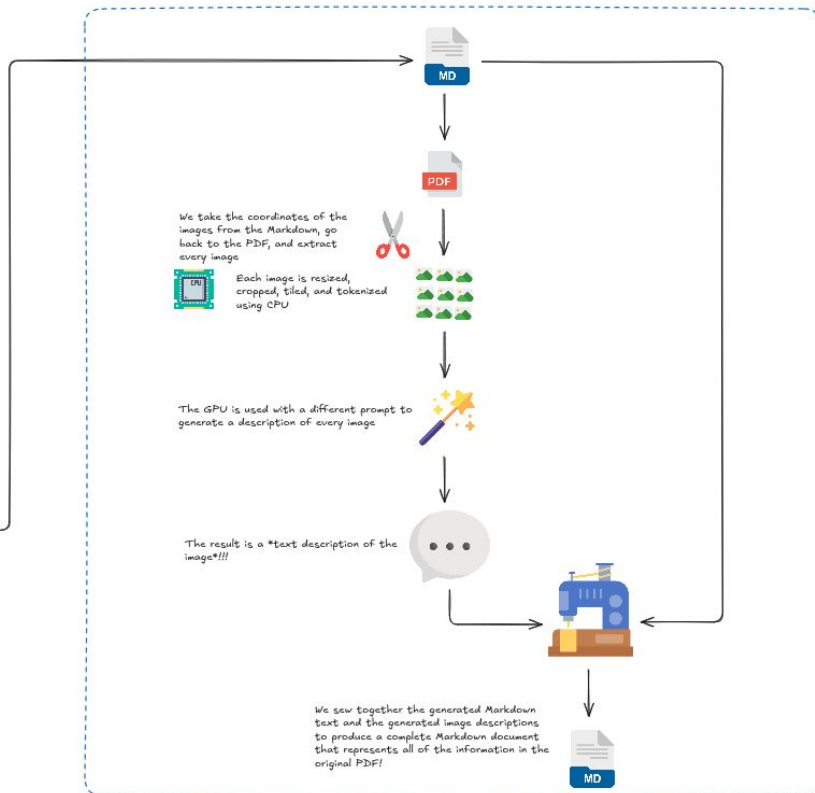 MD
PDF
We take the coordinates of the
images from the Markdown, go
back to the PDF, and extract
every image
CPU
Each image is resized,
cropped, tiled, and tokenized
using CPU
The GPU is used with a different prompt to
generate a description of every image
The result is a *text description of the
image*!!!
We sew together the generated Markdown
text and the generated image descriptions
to produce a complete Markdown document
that represents all of the information in the
original PDF!
MD